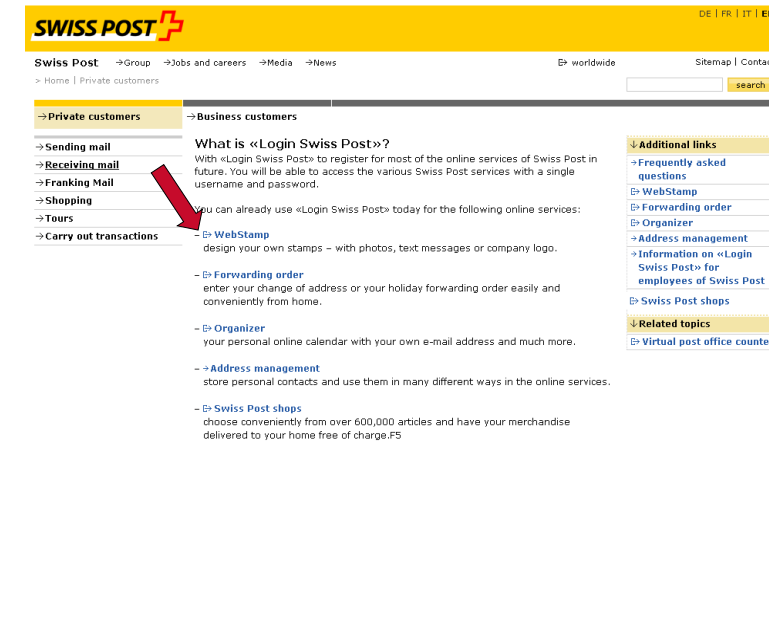 DE | FR | IT |
SWISS POST
Swiss Post →Group →Jobs and careers →Media →News worldwide Sitemap |
> Home | Private customers
search
→Private customers →Business customers
→Sending mail
→Receiving mail
→Franking Mail
→Shopping
→Tours
→Carry out transactions
What is «Login Swiss Post»?
With «Login Swiss Post» to register for most of the online services of Swiss Post in
future. You will be able to access the various Swiss Post services with a single
username and password.
You can already use «Login Swiss Post» today for the following online services:
– WebStamp
design your own stamps – with photos, text messages or company logo.
– Forwarding order
enter your change of address or your holiday forwarding order easily and
conveniently from home.
– Organizer
your personal online calendar with your own e-mail address and much more.
– →Address management
store personal contacts and use them in many different ways in the online services.
– Swiss Post shops
choose conveniently from over 600,000 articles and have your merchandise
delivered to your home free of charge.F5
↓Additional links
→Frequently asked
questions
WebStamp
Forwarding order
Organizer
→Address management
→Information on «Login
Swiss Post» for
employees of Swiss Post
Swiss Post shops
↓Related topics
Virtual post office